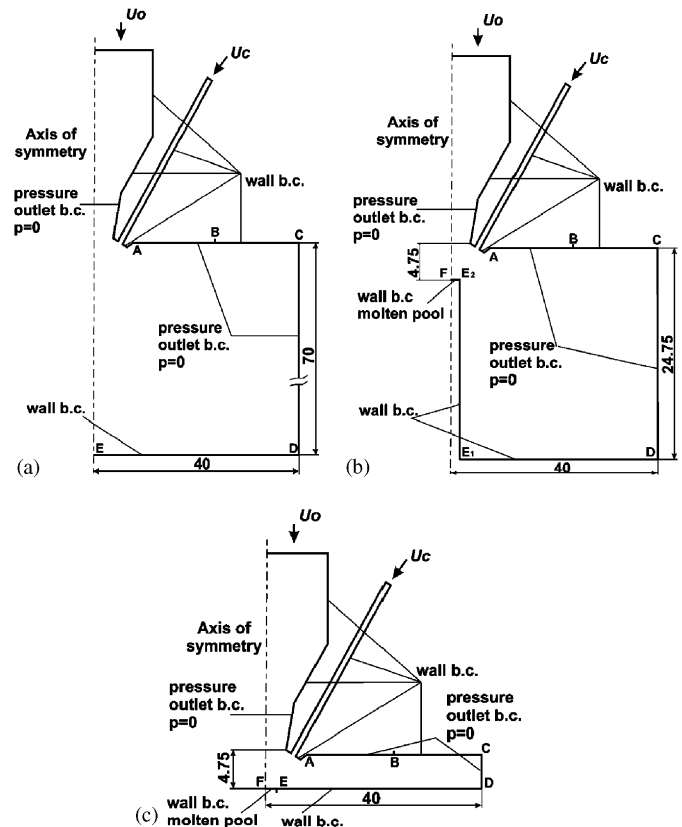 Uo
Uc
Axis of
symmetry
wall b.c.
pressure
outlet b.c.
p=0
A
B
C
pressure
outlet b.c.
p=0
70
wall b.c.
E
D
40
(a)
Uo
Uc
Axis of
symmetry
wall b.c.
pressure
outlet b.c.
p=0
A
B
C
4.75
F
E2
wall b.c
molten pool
pressure
outlet b.c.
p=0
24.75
wall b.c.
E1
D
40
(b)
Uo
Uc
Axis of
symmetry
wall b.c.
pressure
outlet b.c.
p=0
pressure
outlet b.c.
p=0
A
B
C
4.75
F
E
D
40
wall b.c.
molten pool
wall b.c.
(c)